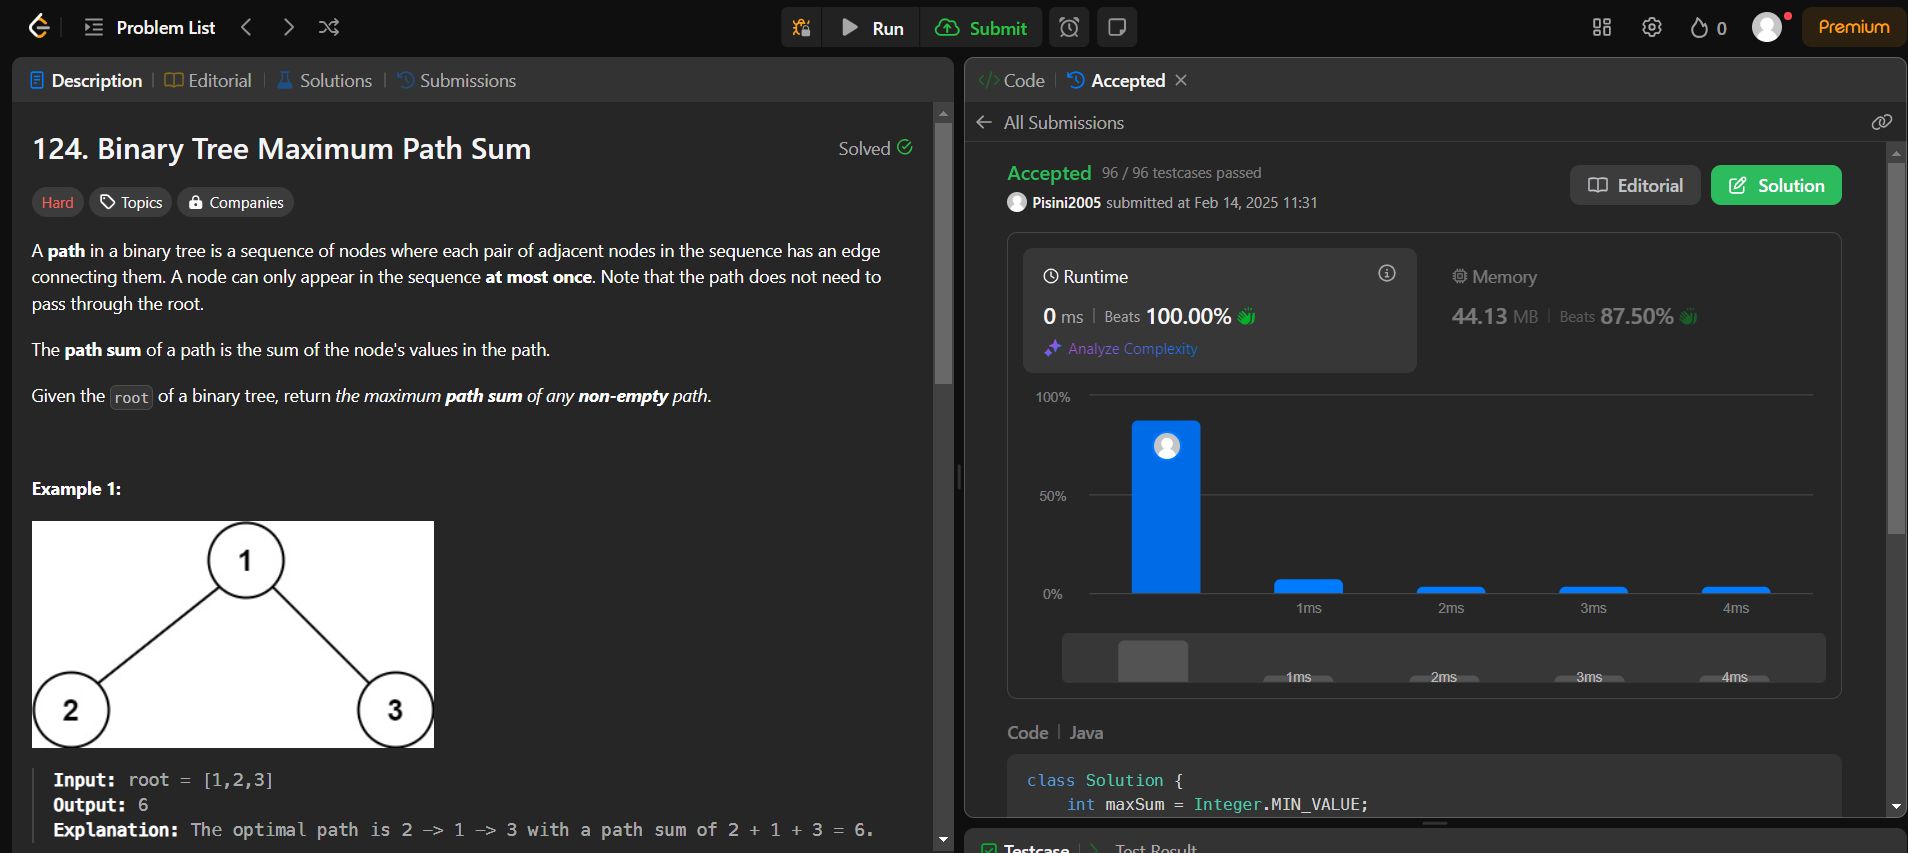 Problem List
Run
Submit
0
Premium
Description
Editorial
Solutions
Submissions
124. Binary Tree Maximum Path Sum
Solved
Hard
Topics
Companies
A path in a binary tree is a sequence of nodes where each pair of adjacent nodes in the sequence has an edge
connecting them. A node can only appear in the sequence at most once. Note that the path does not need to
pass through the root.
The path sum of a path is the sum of the node's values in the path.
Given the root of a binary tree, return the maximum path sum of any non-empty path.
Example 1:
1
2
3
Input: root = [1,2,3]
Output: 6
Explanation: The optimal path is 2 -> 1 -> 3 with a path sum of 2 + 1 + 3 = 6.
</> Code
Accepted
All Submissions
Accepted 96 / 96 testcases passed
Pisini2005 submitted at Feb 14, 2025 11:31
Editorial
Solution
Runtime
0 ms | Beats 100.00%
Analyze Complexity
Memory
44.13 MB | Beats 87.50%
100%
50%
0%
1ms
2ms
3ms
4ms
1ms
2ms
3ms
4ms
Code | Java
class Solution {
int maxSum = Integer.MIN_VALUE;
Testcase
Test Result